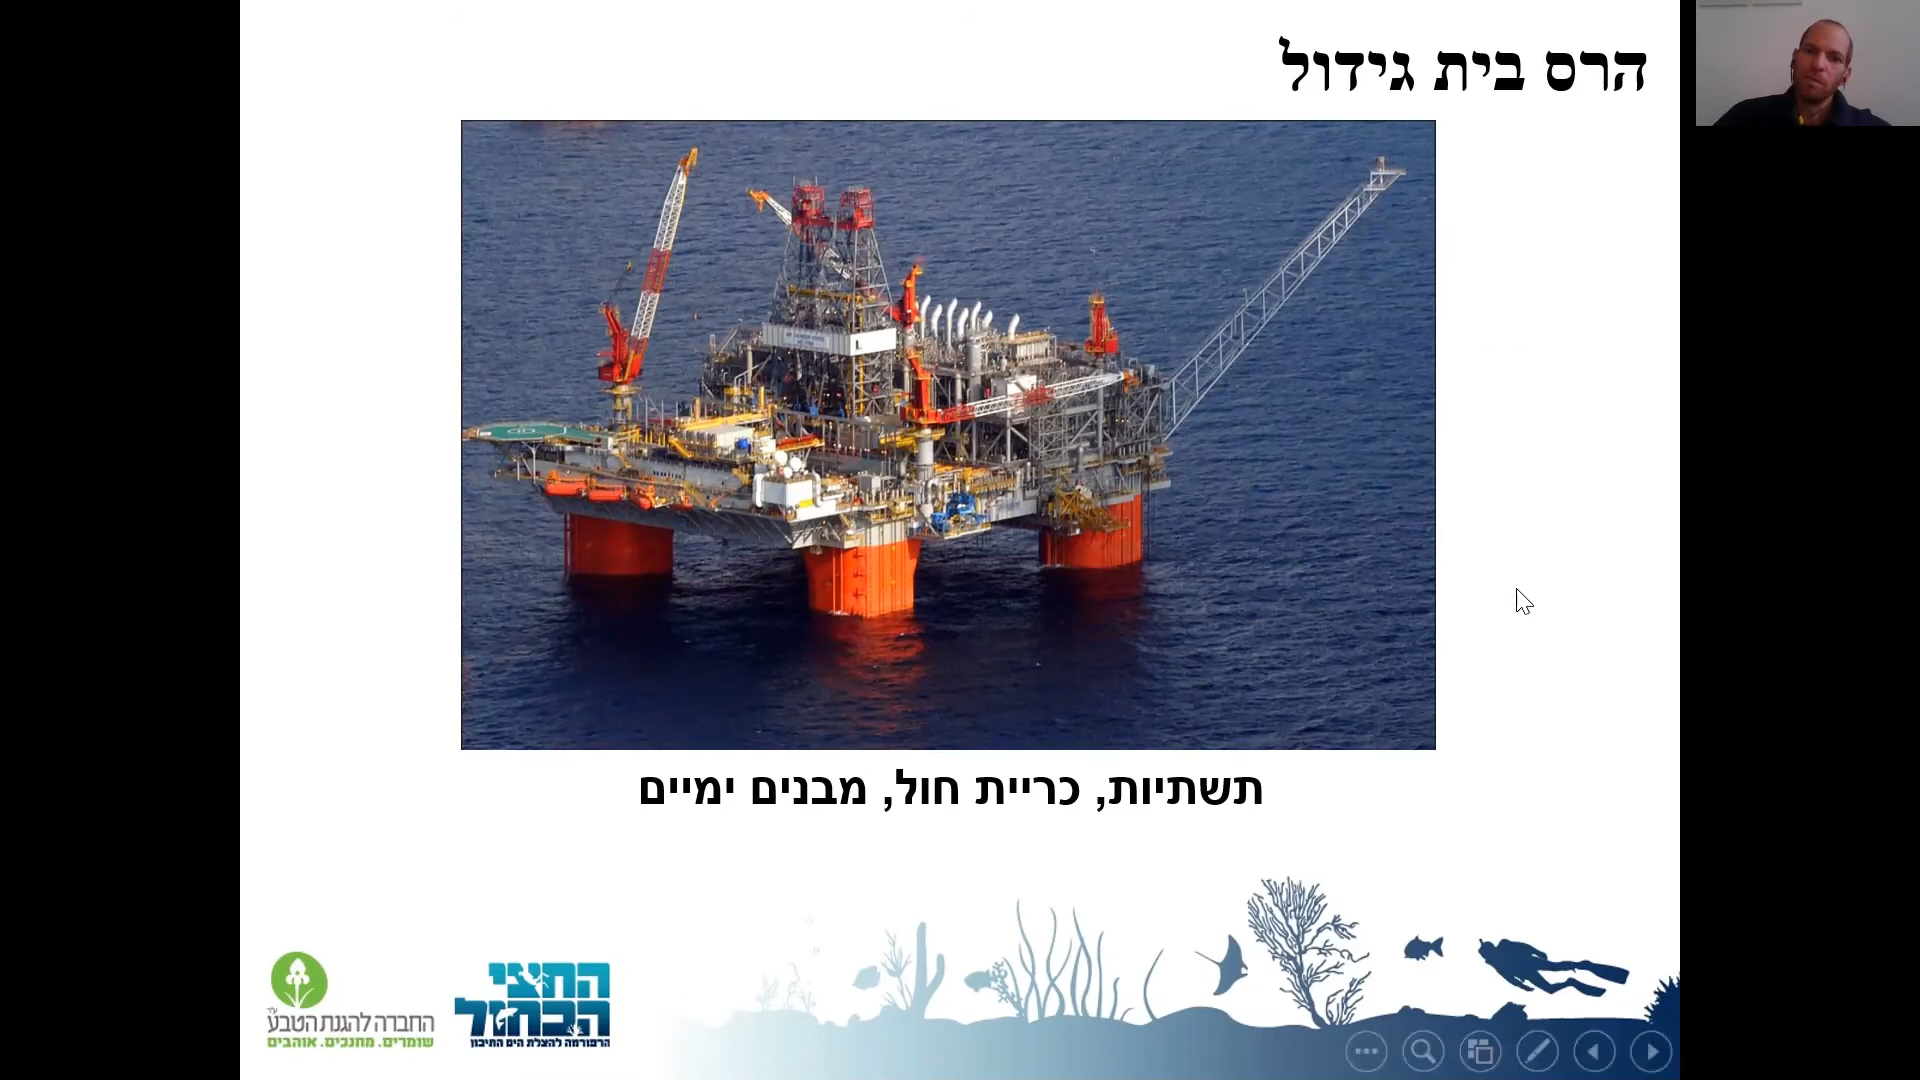 הרס בית גידול
תשתיות, כריית חול, מבנים ימיים
החברה להגנת הטבע
שומרים. מחנכים. אוהבים
החצי
הכחול
הרפורמה להצלת הים התיכון